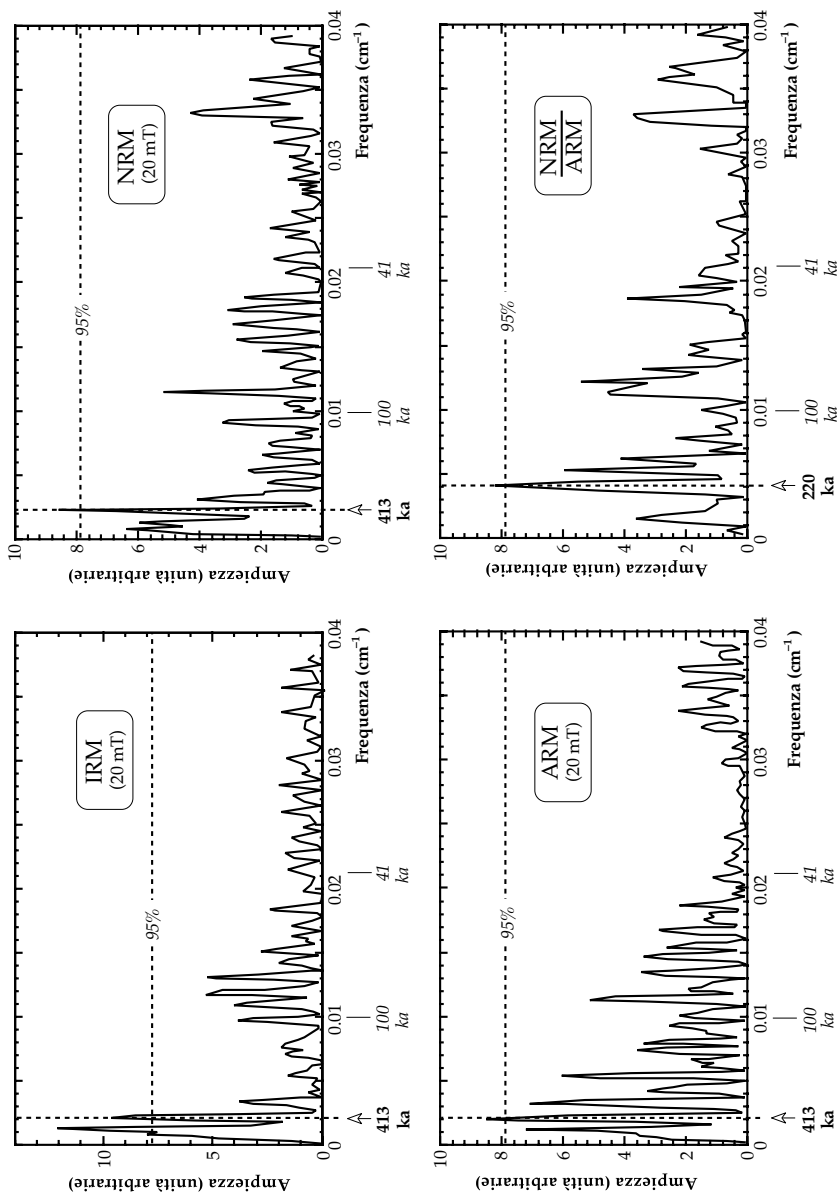 Ampiezza (unità arbitrarie)
10
5
0
IRM
(20 mT)
95%
0
0.01
0.02
0.03
0.04
413
ka
100
ka
41
ka
Frequenza (cm⁻¹)
Ampiezza (unità arbitrarie)
10
8
6
4
2
0
NRM
(20 mT)
95%
0
0.01
0.02
0.03
0.04
413
ka
100
ka
41
ka
Frequenza (cm⁻¹)
Ampiezza (unità arbitrarie)
10
8
6
4
2
0
ARM
(20 mT)
95%
0
0.01
0.02
0.03
0.04
413
ka
100
ka
41
ka
Frequenza (cm⁻¹)
Ampiezza (unità arbitrarie)
10
8
6
4
2
0
NRM
ARM
95%
0
0.01
0.02
0.03
0.04
220
ka
100
ka
41
ka
Frequenza (cm⁻¹)